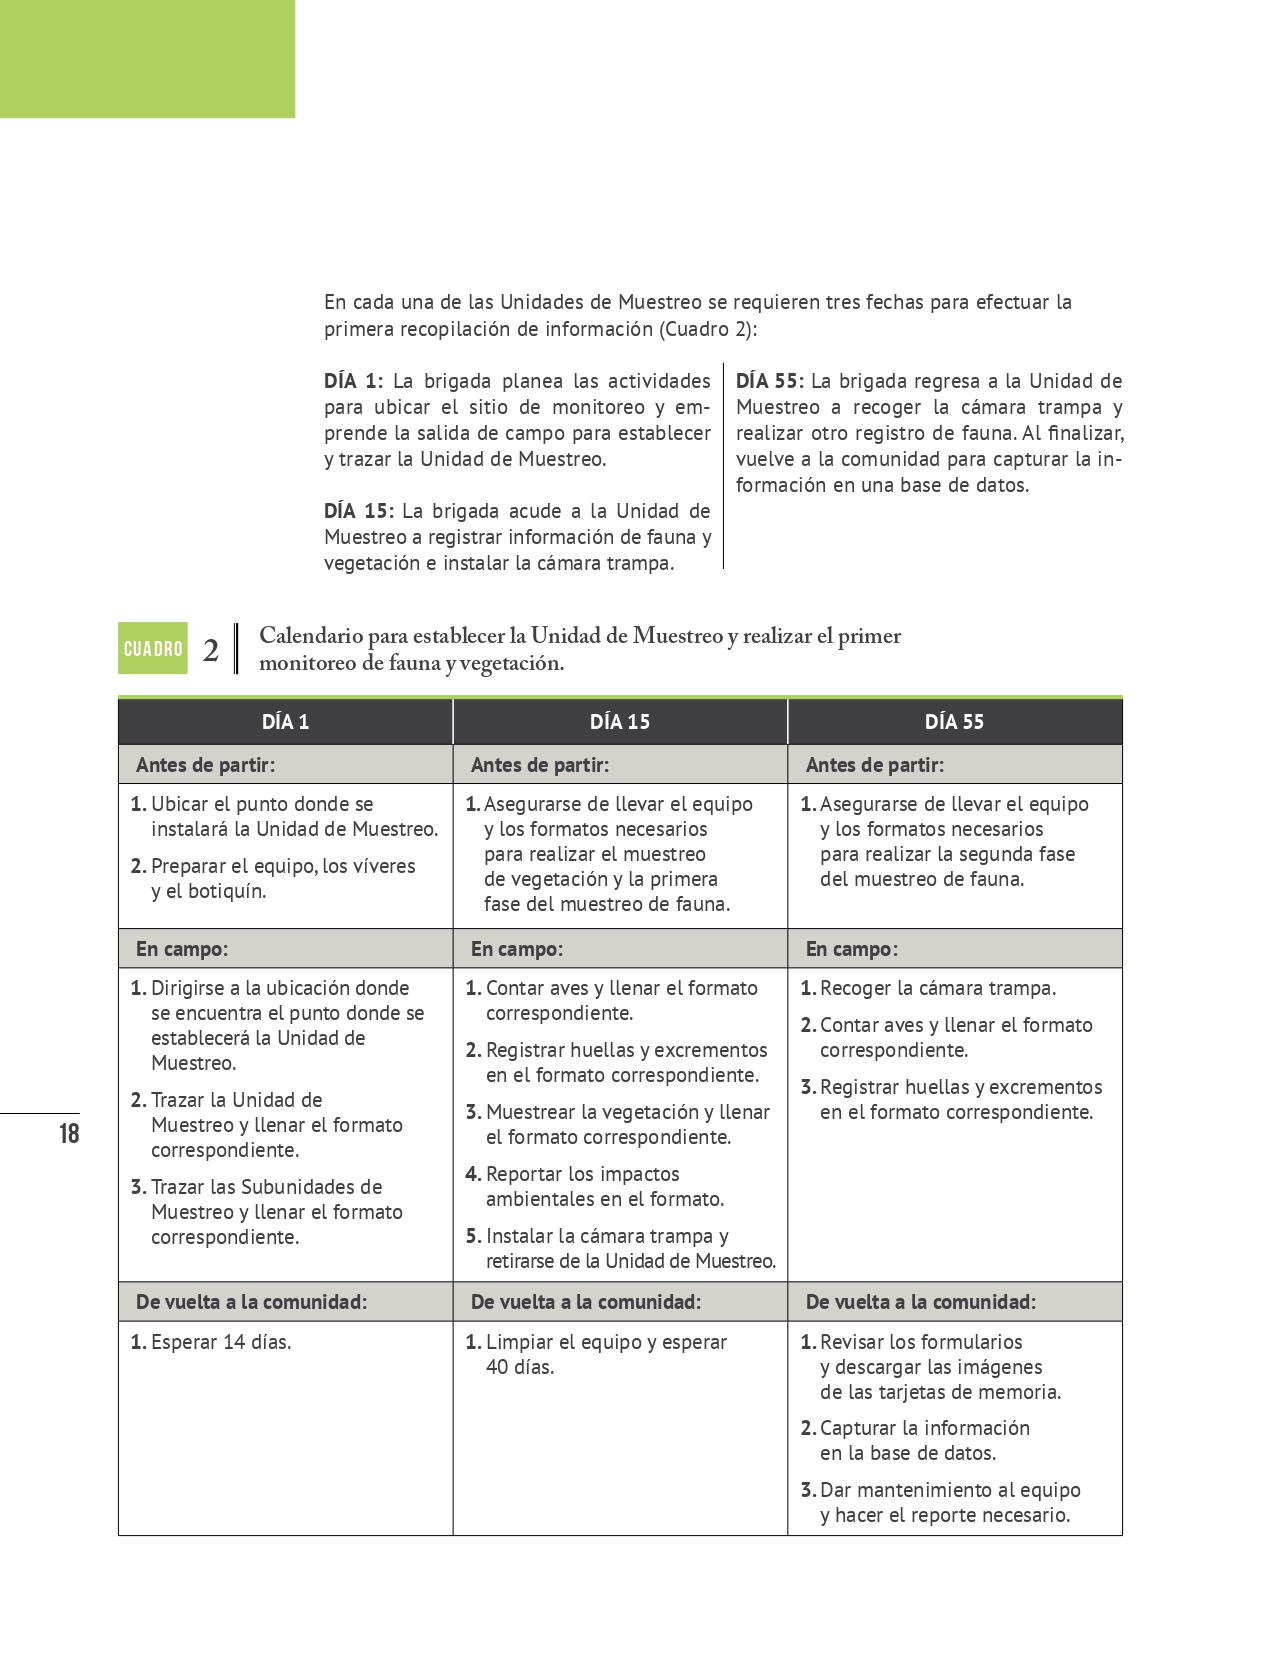 En cada una de las Unidades de Muestreo se requieren tres fechas para efectuar la
primera recopilación de información (Cuadro 2):
DÍA 1: La brigada planea las actividades
para ubicar el sitio de monitoreo y em-
prende la salida de campo para establecer
y trazar la Unidad de Muestreo.
DÍA 15: La brigada acude a la Unidad de
Muestreo a registrar información de fauna y
vegetación e instalar la cámara trampa.
DÍA 55: La brigada regresa a la Unidad de
Muestreo a recoger la cámara trampa y
realizar otro registro de fauna. Al finalizar,
vuelve a la comunidad para capturar la in-
formación en una base de datos.
CUADRO 2
Calendario para establecer la Unidad de Muestreo y realizar el primer
monitoreo de fauna y vegetación.
DÍA 1
Antes de partir:
1. Ubicar el punto donde se
instalará la Unidad de Muestreo.
2. Preparar el equipo, los víveres
y el botiquín.
En campo:
1. Dirigirse a la ubicación donde
se encuentra el punto donde se
establecerá la Unidad de
Muestreo.
2. Trazar la Unidad de
Muestreo y llenar el formato
correspondiente.
3. Trazar las Subunidades de
Muestreo y llenar el formato
correspondiente.
De vuelta a la comunidad:
1. Esperar 14 días.
DÍA 15
Antes de partir:
1. Asegurarse de llevar el equipo
y los formatos necesarios
para realizar el muestreo
de vegetación y la primera
fase del muestreo de fauna.
En campo:
1. Contar aves y llenar el formato
correspondiente.
2. Registrar huellas y excrementos
en el formato correspondiente.
3. Muestrear la vegetación y llenar
el formato correspondiente.
4. Reportar los impactos
ambientales en el formato.
5. Instalar la cámara trampa y
retirarse de la Unidad de Muestreo.
De vuelta a la comunidad:
1. Limpiar el equipo y esperar
40 días.
DÍA 55
Antes de partir:
1. Asegurarse de llevar el equipo
y los formatos necesarios
para realizar la segunda fase
del muestreo de fauna.
En campo:
1. Recoger la cámara trampa.
2. Contar aves y llenar el formato
correspondiente.
3. Registrar huellas y excrementos
en el formato correspondiente.
De vuelta a la comunidad:
1. Revisar los formularios
y descargar las imágenes
de las tarjetas de memoria.
2. Capturar la información
en la base de datos.
3. Dar mantenimiento al equipo
y hacer el reporte necesario.
18